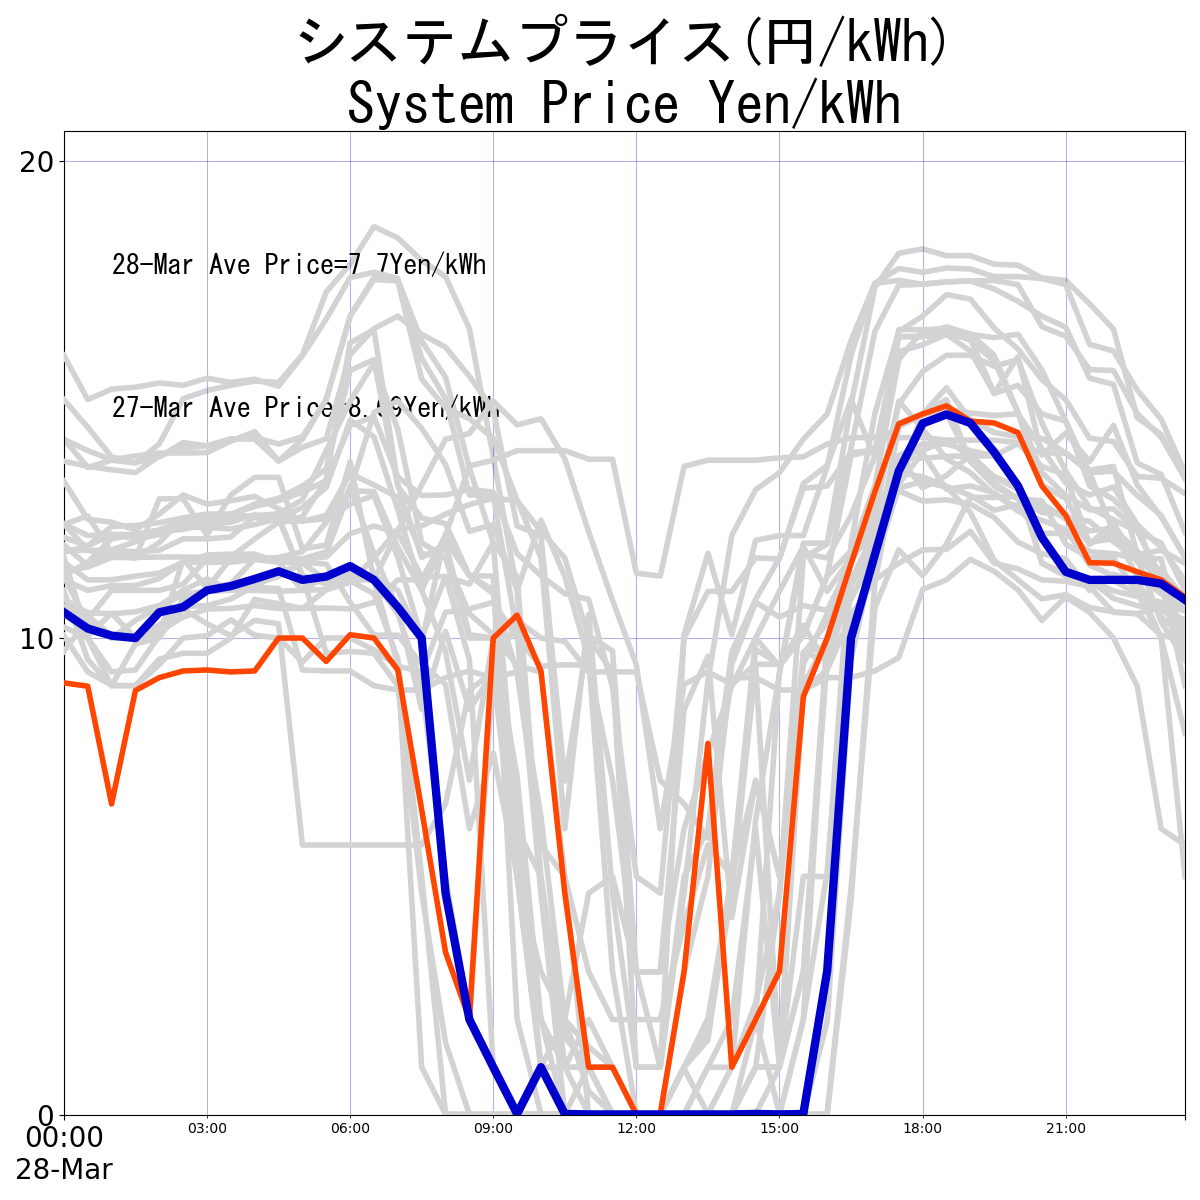 システムプライス(円/kWh)
System Price Yen/kWh
20
28-Mar Ave Price=7.7Yen/kWh
27-Mar Ave Price=8.59Yen/kWh
10
0
00:00 03:00 06:00 09:00 12:00 15:00 18:00 21:00
28-Mar